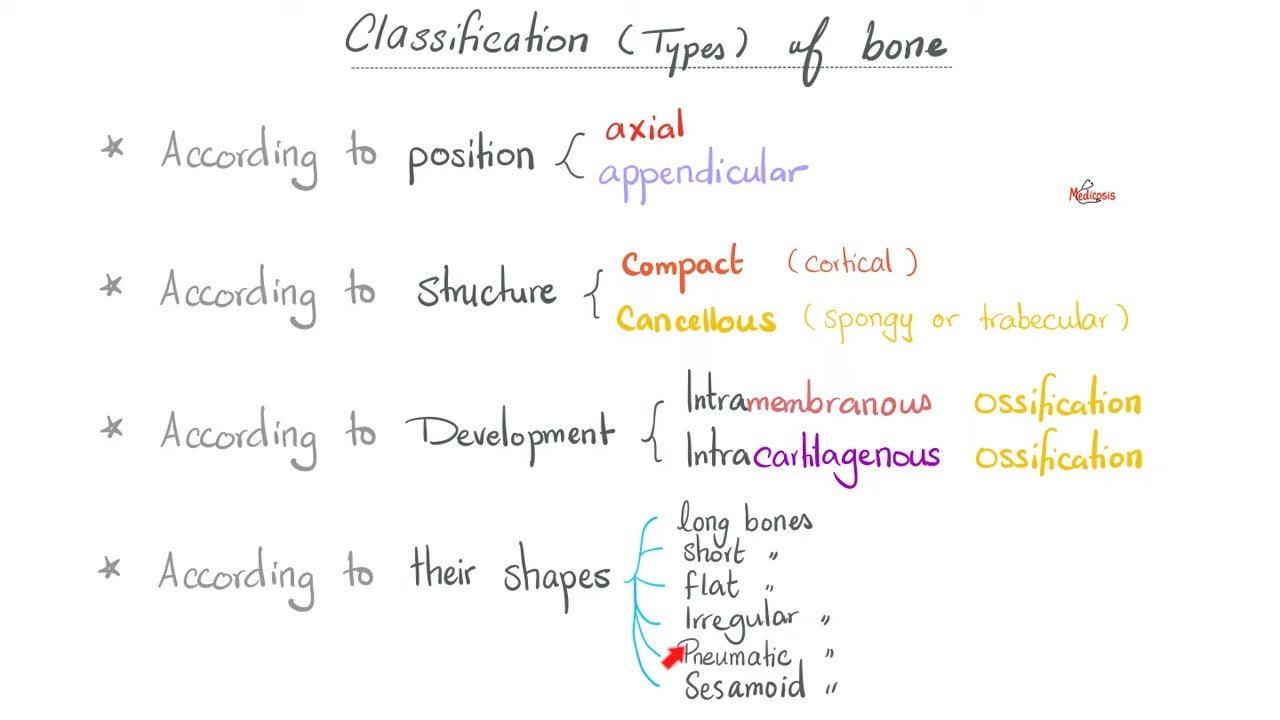 Classification (Types) of bone
* According to position { axial
appendicular
Medicosis
* According to structure { Compact (cortical)
Cancellous (spongy or trabecular)
* According to Development { Intramembranous ossification
Intracartilagenous ossification
* According to their shapes
long bones
short "
flat "
Irregular "
Pneumatic "
Sesamoid "